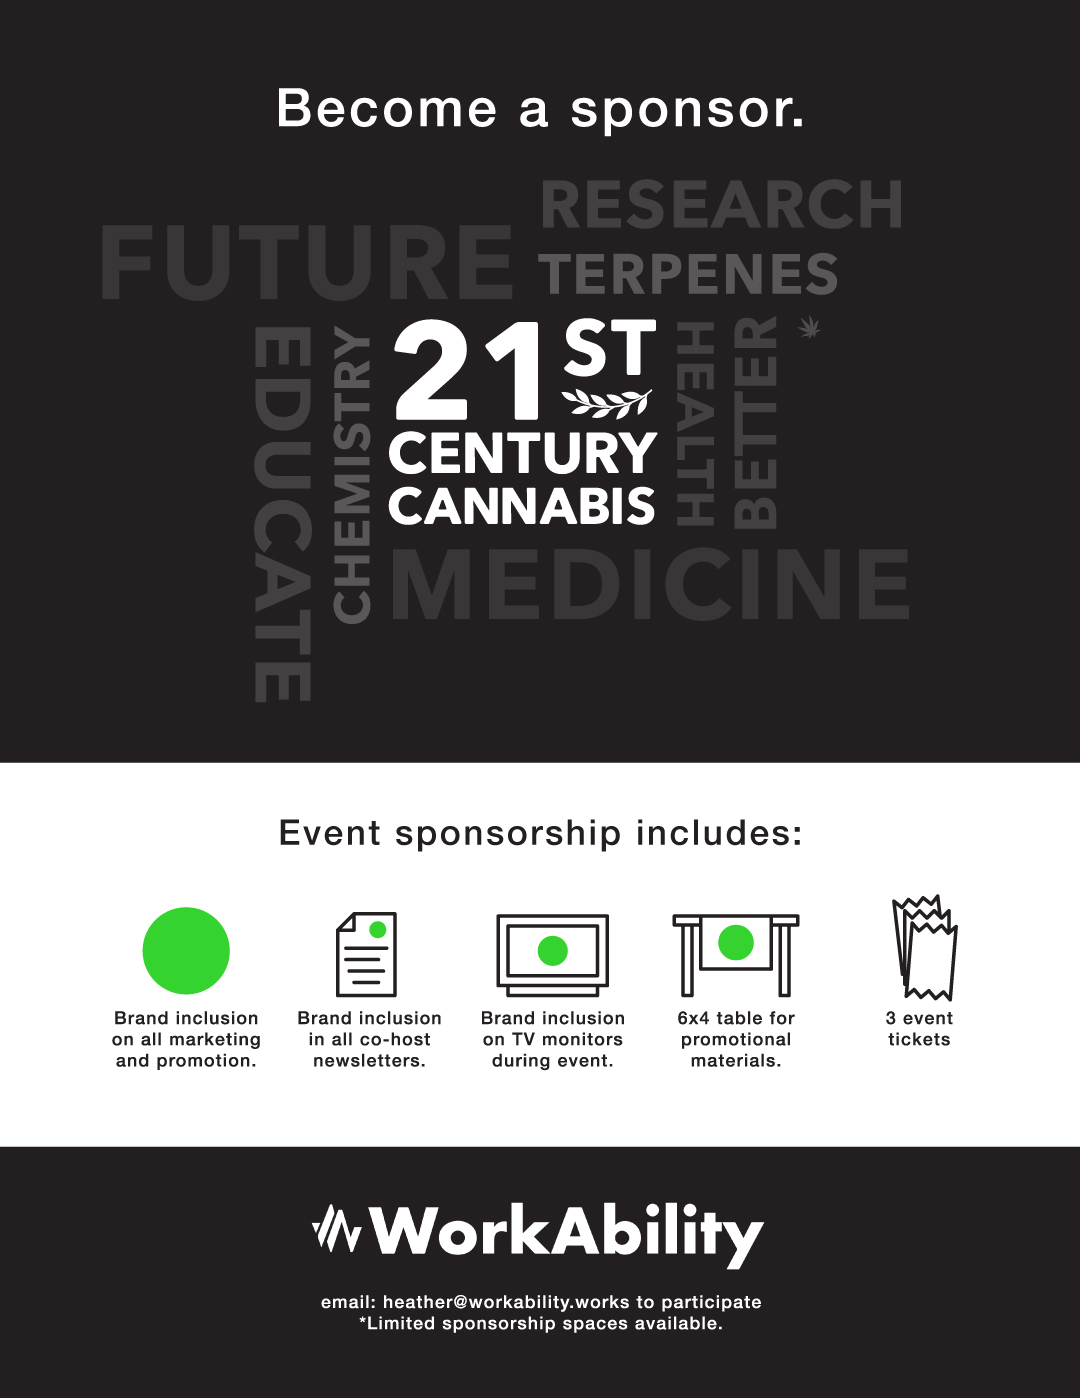 Become a sponsor.
RESEARCH
FUTURE
TERPENES
EDUCATE
CHEMISTRY
21ST
CENTURY
CANNABIS
HEALTH
BETTER
MEDICINE
Event sponsorship includes:
Brand inclusion
on all marketing
and promotion.
Brand inclusion
in all co-host
newsletters.
Brand inclusion
on TV monitors
during event.
6x4 table for
promotional
materials.
3 event
tickets
WorkAbility
email: heather@workability.works to participate
*Limited sponsorship spaces available.